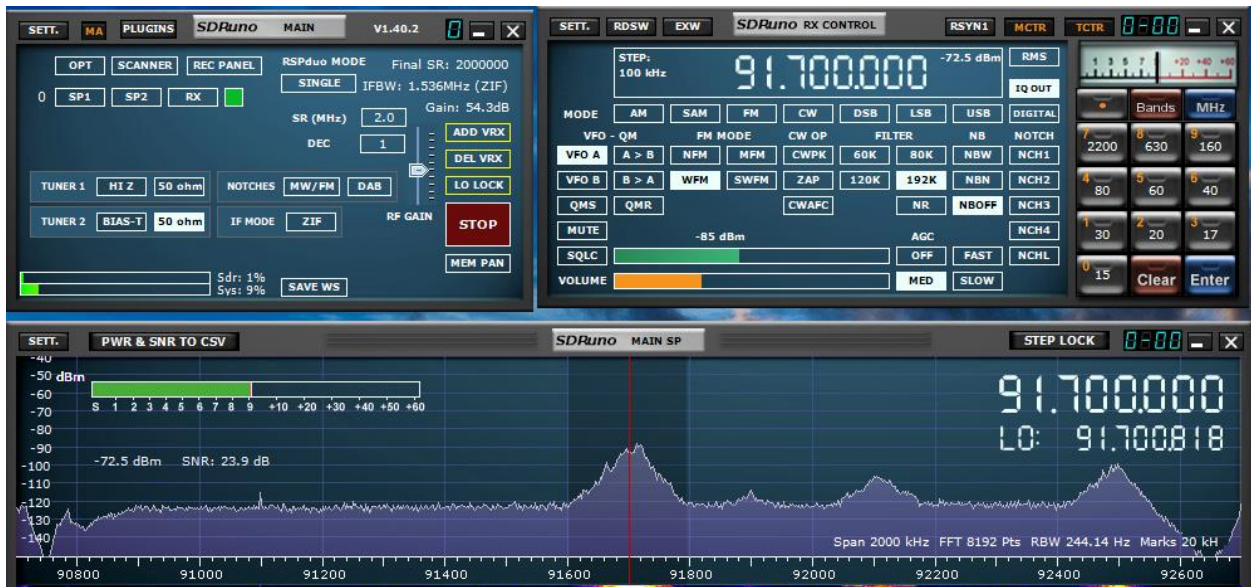 SETT. MA PLUGINS SDRuno MAIN V1.40.2 0
OPT SCANNER REC PANEL RSPduo MODE Final SR: 2000000
SINGLE IFBW: 1.536MHz (ZIF)
0 SP1 SP2 RX
Gain: 54.3dB
SR (MHz) 2.0
ADD VRX
DEC 1
DEL VRX
TUNER 1 HI Z 50 ohm NOTCHES MW/FM DAB LO LOCK
TUNER 2 BIAS-T 50 ohm IF MODE ZIF RF GAIN STOP
MEM PAN
Sdr: 1%
Sys: 9% SAVE WS
SETT. RDSW EXW SDRuno RX CONTROL RSYN1 MCTR TCTR 0-00
STEP:
100 kHz 91.700.000 -72.5 dBm RMS
IQ OUT
MODE AM SAM FM CW DSB LSB USB DIGITAL
VFO - QM FM MODE CW OP FILTER NB NOTCH
VFO A A > B NFM MFM CWPK 60K 80K NBW NCH1
VFO B B > A WFM SWFM ZAP 120K 192K NBN NCH2
QMS QMR CWAFC NR NBOFF NCH3
MUTE -85 dBm AGC NCH4
SQLC OFF FAST NCHL
VOLUME MED SLOW
1 3 5 7 +20 +40 +60
Bands MHz
7 2200 8 630 9 160
4 80 5 60 6 40
1 30 2 20 3 17
0 15 Clear Enter
SETT. PWR & SNR TO CSV SDRuno MAIN SP STEP LOCK 0-00
-40
-50 dBm
-60
S 1 2 3 4 5 6 7 8 9 +10 +20 +30 +40 +50 +60
-70
91.700.000
-80
-90
LO: 91.700.818
-100 -72.5 dBm SNR: 23.9 dB
-110
-120
-130
-140 Span 2000 kHz FFT 8192 Pts RBW 244.14 Hz Marks 20 kH
90800 91000 91200 91400 91600 91800 92000 92200 92400 92600